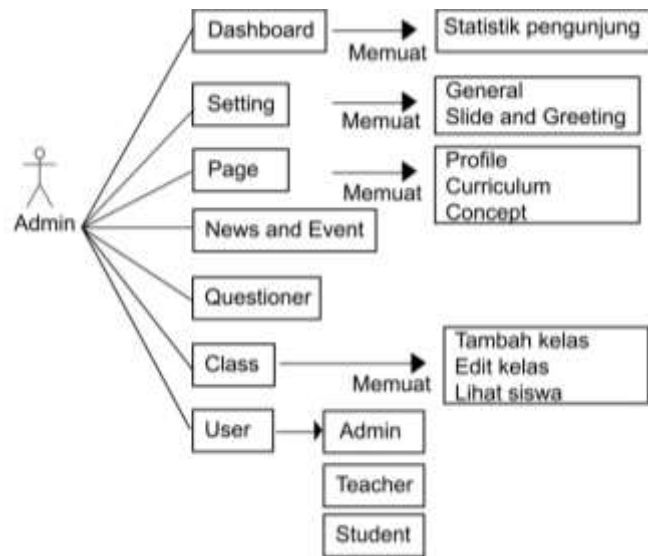 Dashboard
Memuat
Statistik pengunjung
Setting
Memuat
General
Slide and Greeting
Page
Memuat
Profile
Curriculum
Concept
Admin
News and Event
Questioner
Class
Memuat
Tambah kelas
Edit kelas
Lihat siswa
User
Admin
Teacher
Student